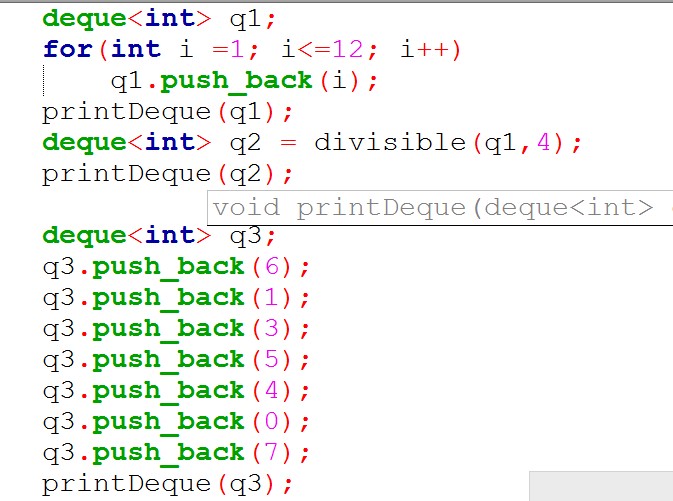 deque<int> q1;
for(int i =1; i<=12; i++)
q1.push_back(i);
printDeque(q1);
deque<int> q2 = divisible(q1,4);
printDeque(q2);
void printDeque(deque<int>
deque<int> q3;
q3.push_back(6);
q3.push_back(1);
q3.push_back(3);
q3.push_back(5);
q3.push_back(4);
q3.push_back(0);
q3.push_back(7);
printDeque(q3);